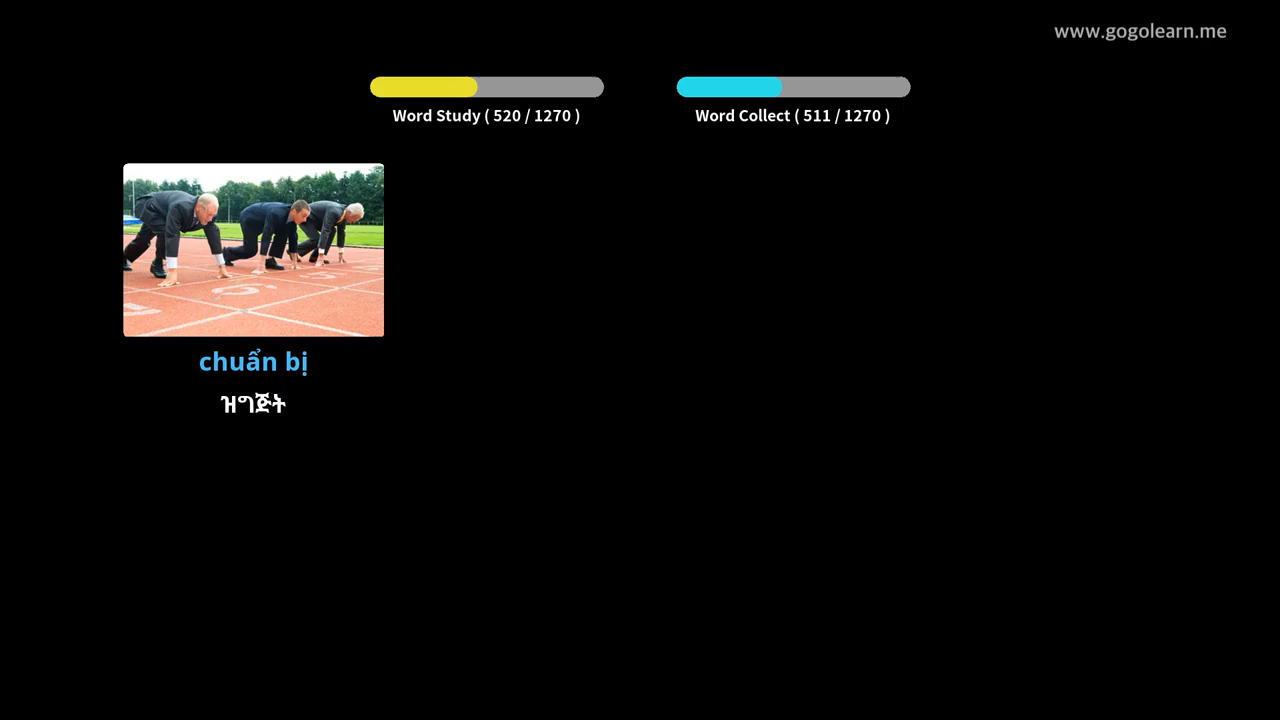 www.gogolearn.me
Word Study ( 520 / 1270 )
Word Collect ( 511 / 1270 )
chuẩn bị
ዝግጅት